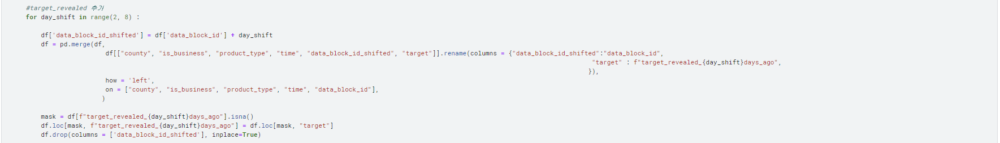 #target_revealed 추가
for day_shift in range(2, 8) :
df['data_block_id_shifted'] = df['data_block_id'] + day_shift
df = pd.merge(df,
df[["county", "is_business", "product_type", "time", "data_block_id_shifted", "target"]].rename(columns = {"data_block_id_shifted":"data_block_id",
"target" : f"target_revealed_{day_shift}days_ago",
}),
how = 'left',
on = ["county", "is_business", "product_type", "time", "data_block_id"],
)
mask = df[f"target_revealed_{day_shift}days_ago"].isna()
df.loc[mask, f"target_revealed_{day_shift}days_ago"] = df.loc[mask, "target"]
df.drop(columns = ['data_block_id_shifted'], inplace=True)